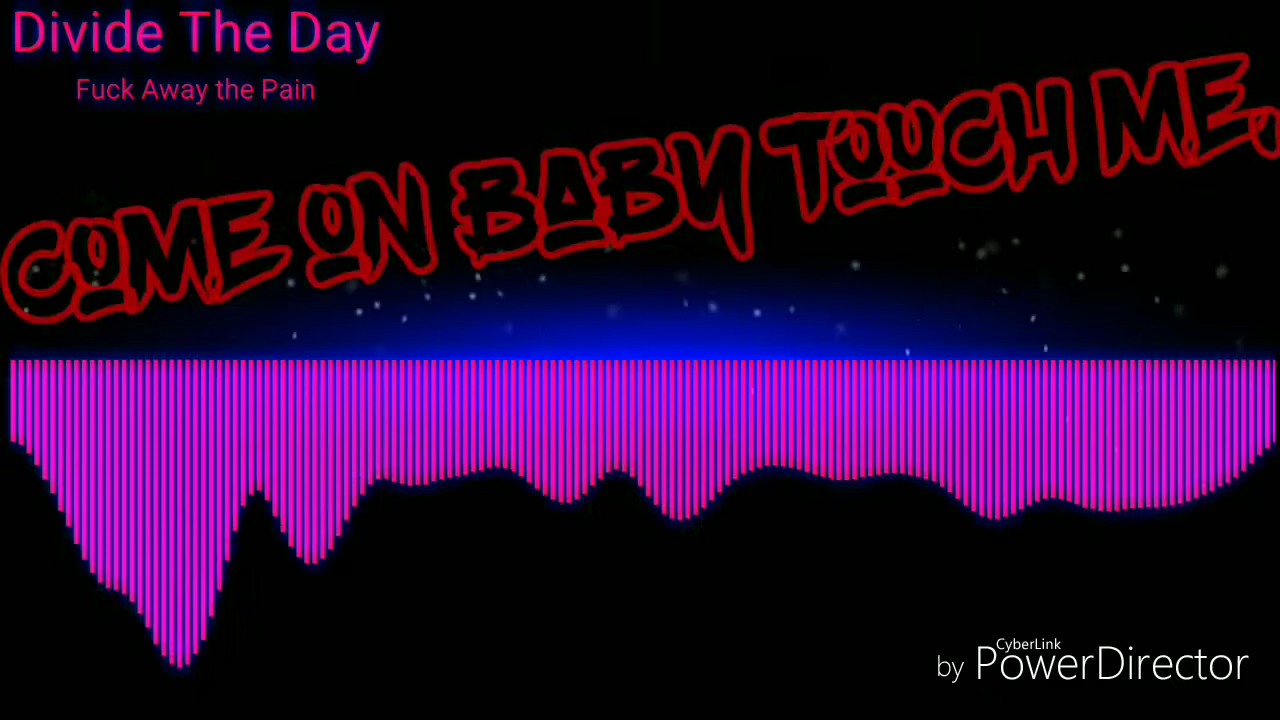 Divide The Day
Fuck Away the Pain
COME ON BABY TOUCH ME,
CyberLink
by PowerDirector